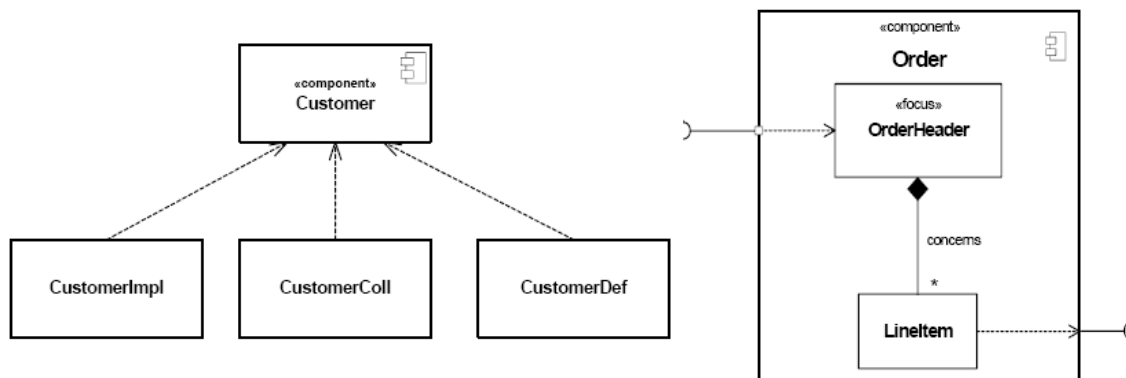 «component»
Customer
CustomerImpl
CustomerColl
CustomerDef
«component»
Order
«focus»
OrderHeader
concerns
*
LineItem